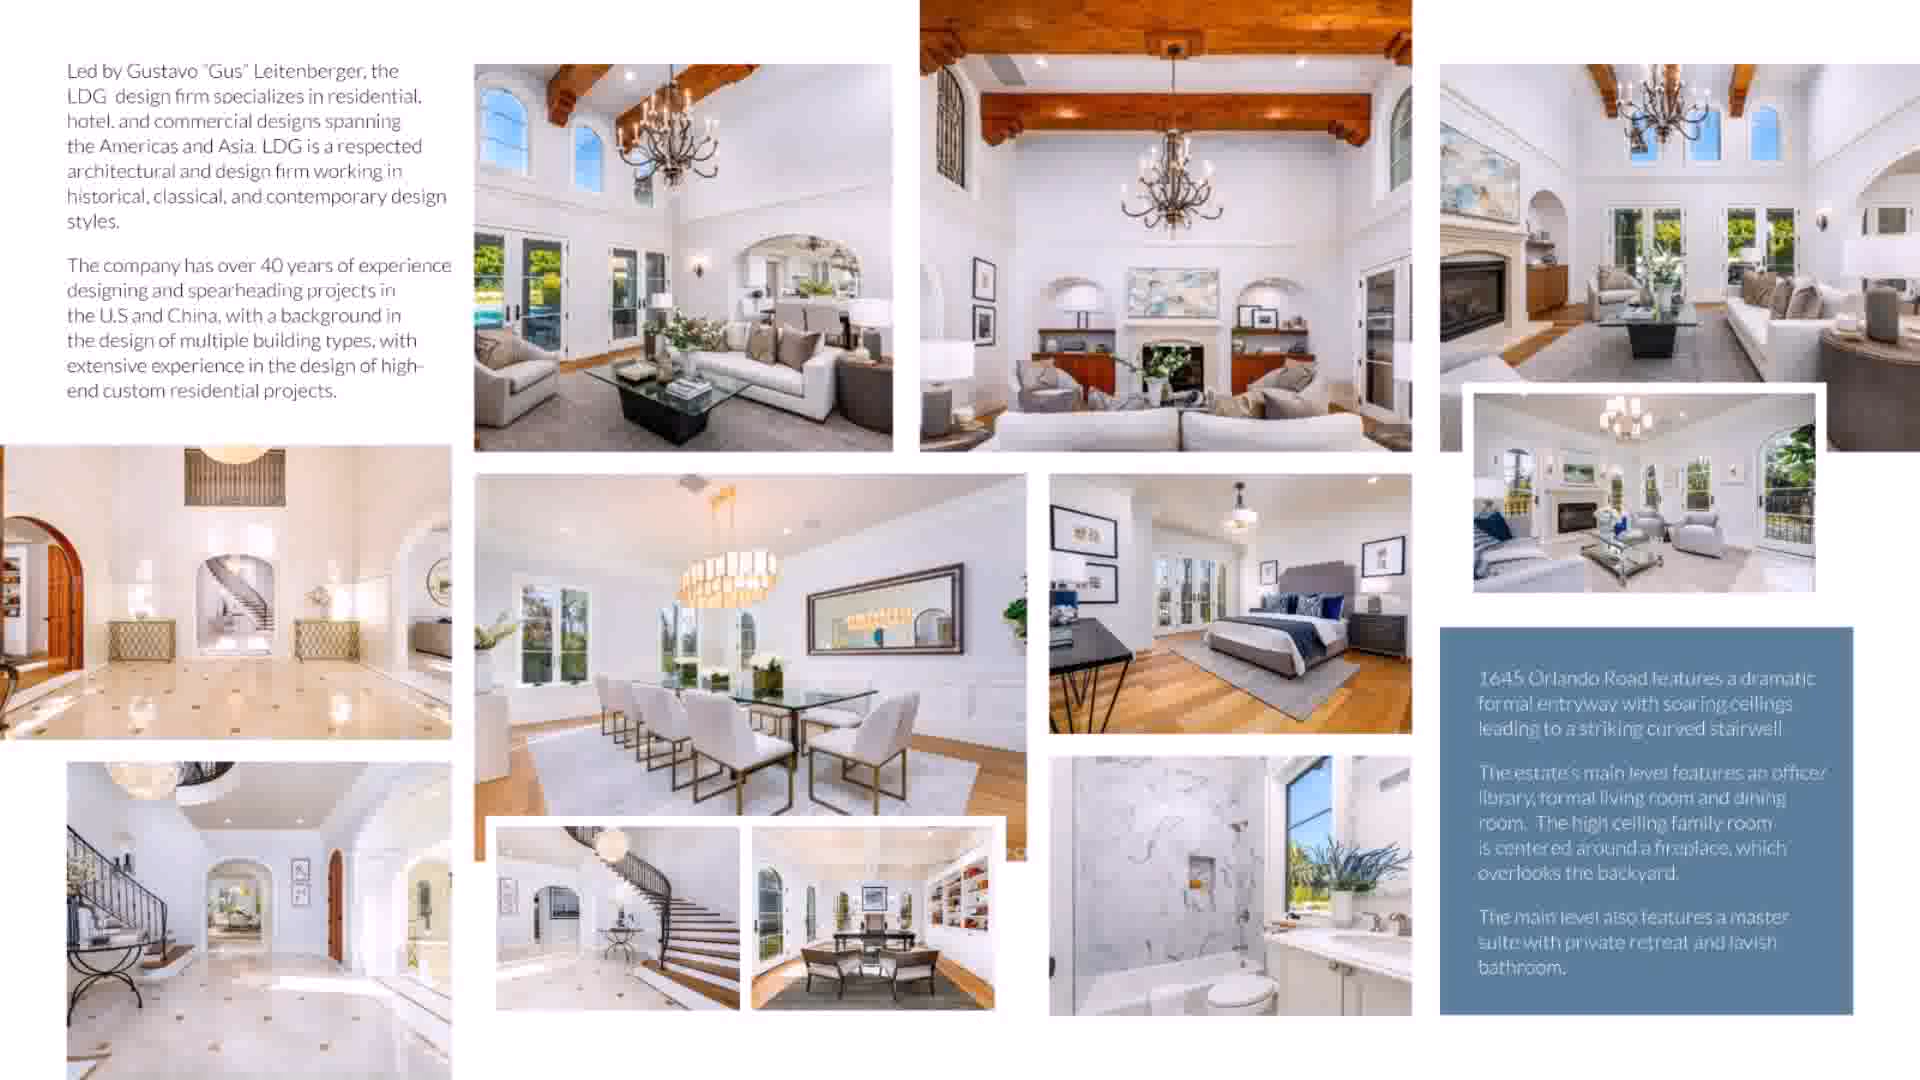 Led by Gustavo "Gus" Leitenberger, the
LDG design firm specializes in residential,
hotel, and commercial designs spanning
the Americas and Asia. LDG is a respected
architectural and design firm working in
historical, classical, and contemporary design
styles.
The company has over 40 years of experience
designing and spearheading projects in
the U.S and China, with a background in
the design of multiple building types, with
extensive experience in the design of high-
end custom residential projects.
1645 Orlando Road features a dramatic
formal entryway with soaring ceilings
leading to a striking curved stairwell
The estate's main level features an office/
library, formal living room and dining
room. The high ceiling family room
is centered around a fireplace, which
overlooks the backyard.
The main level also features a master
suite with private retreat and lavish
bathroom.